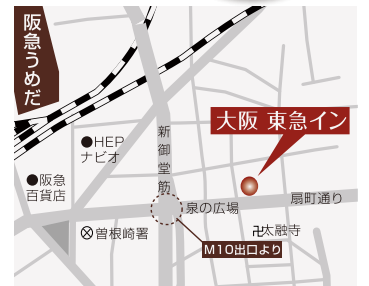 阪急うめだ
大阪 東急イン
●HEP
ナビオ
新御堂筋
●阪急
百貨店
泉の広場
扇町通り
曽根崎署
卍太融寺
M10出口より